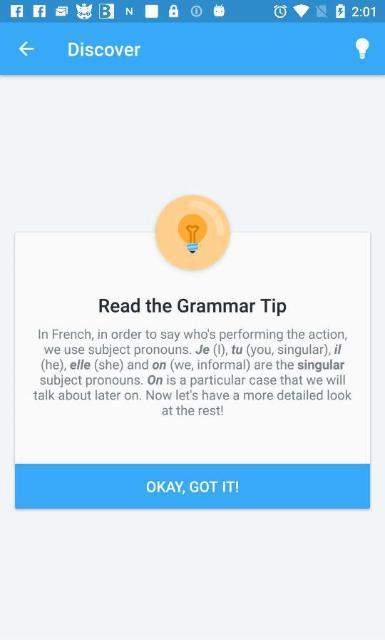 2:01
Discover
Read the Grammar Tip
In French, in order to say who's performing the action,
we use subject pronouns. Je (I), tu (you, singular), il
(he), elle (she) and on (we, informal) are the singular
subject pronouns. On is a particular case that we will
talk about later on. Now let's have a more detailed look
at the rest!
OKAY, GOT IT!